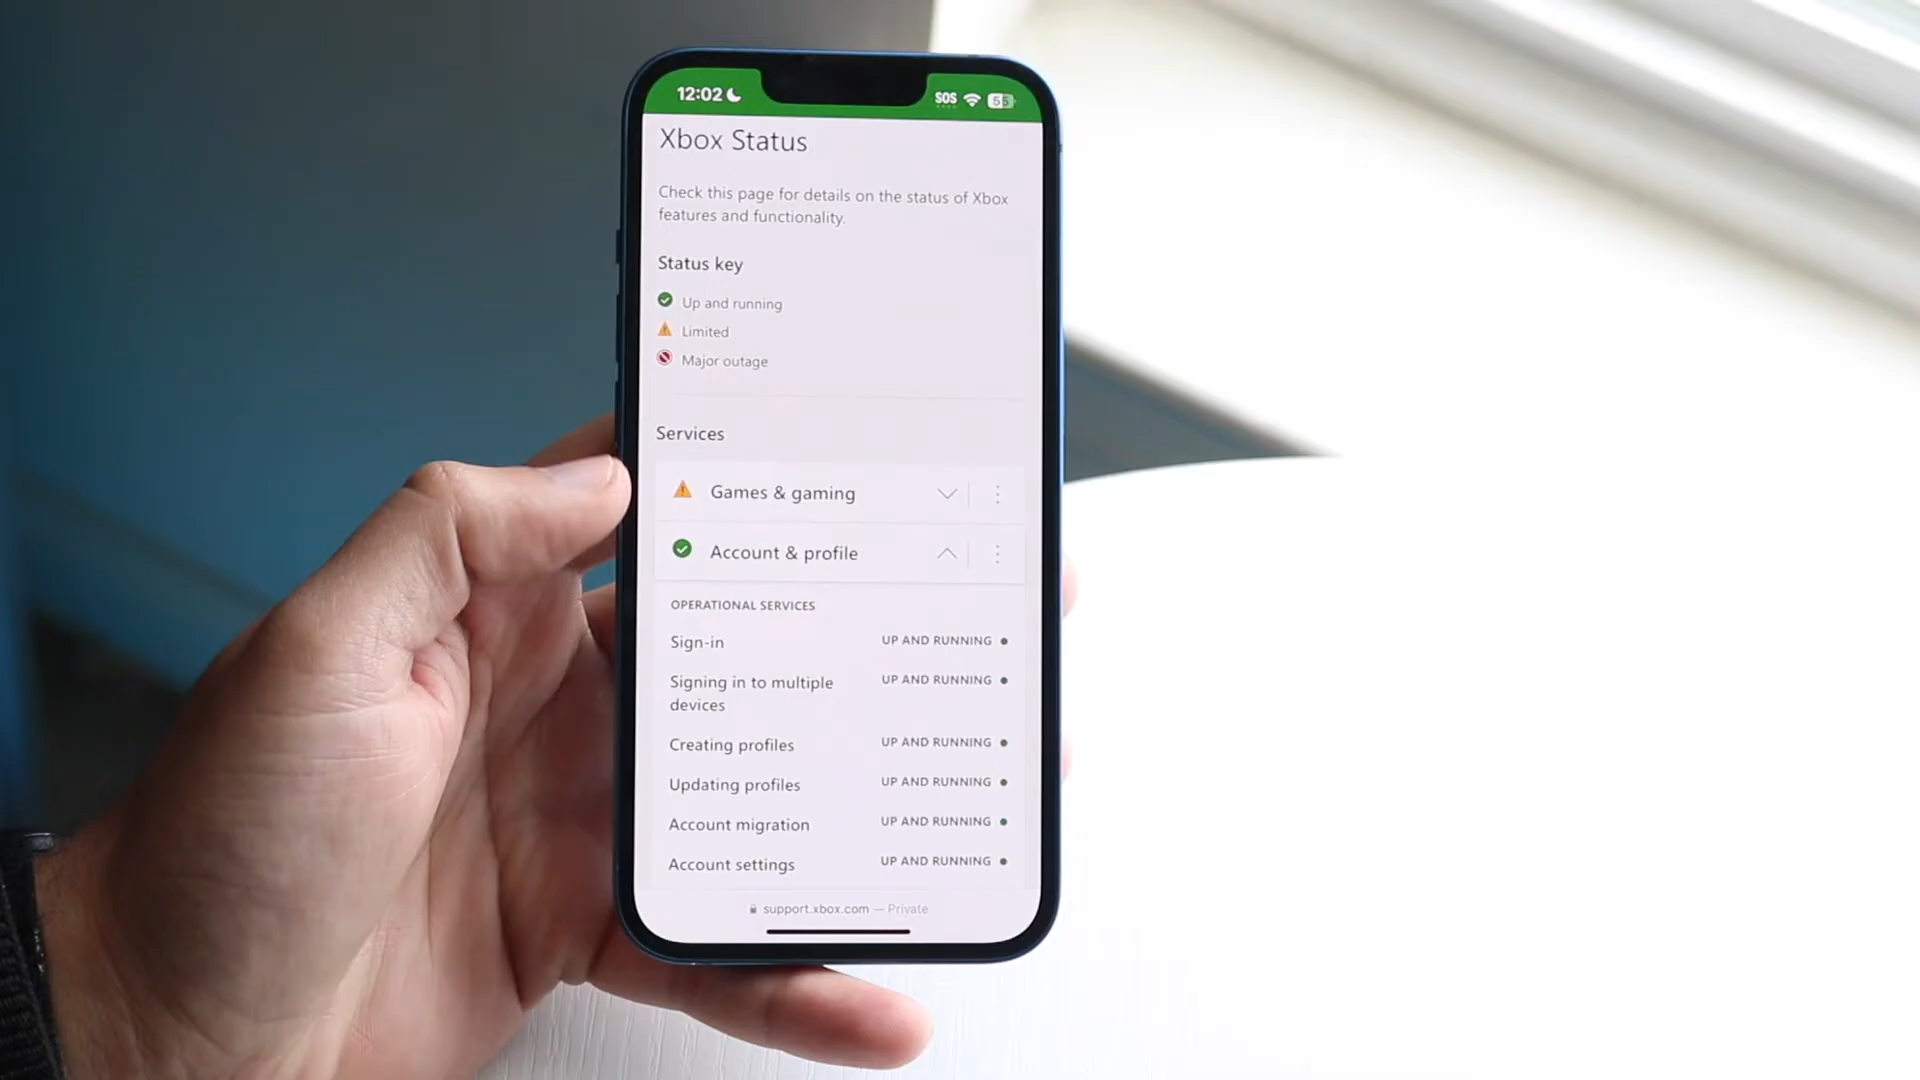 12:02
SOS
55
Xbox Status
Check this page for details on the status of Xbox
features and functionality.
Status key
Up and running
Limited
Major outage
Services
Games & gaming
Account & profile
OPERATIONAL SERVICES
Sign-in UP AND RUNNING
Signing in to multiple UP AND RUNNING
devices
Creating profiles UP AND RUNNING
Updating profiles UP AND RUNNING
Account migration UP AND RUNNING
Account settings UP AND RUNNING
support.xbox.com — Private